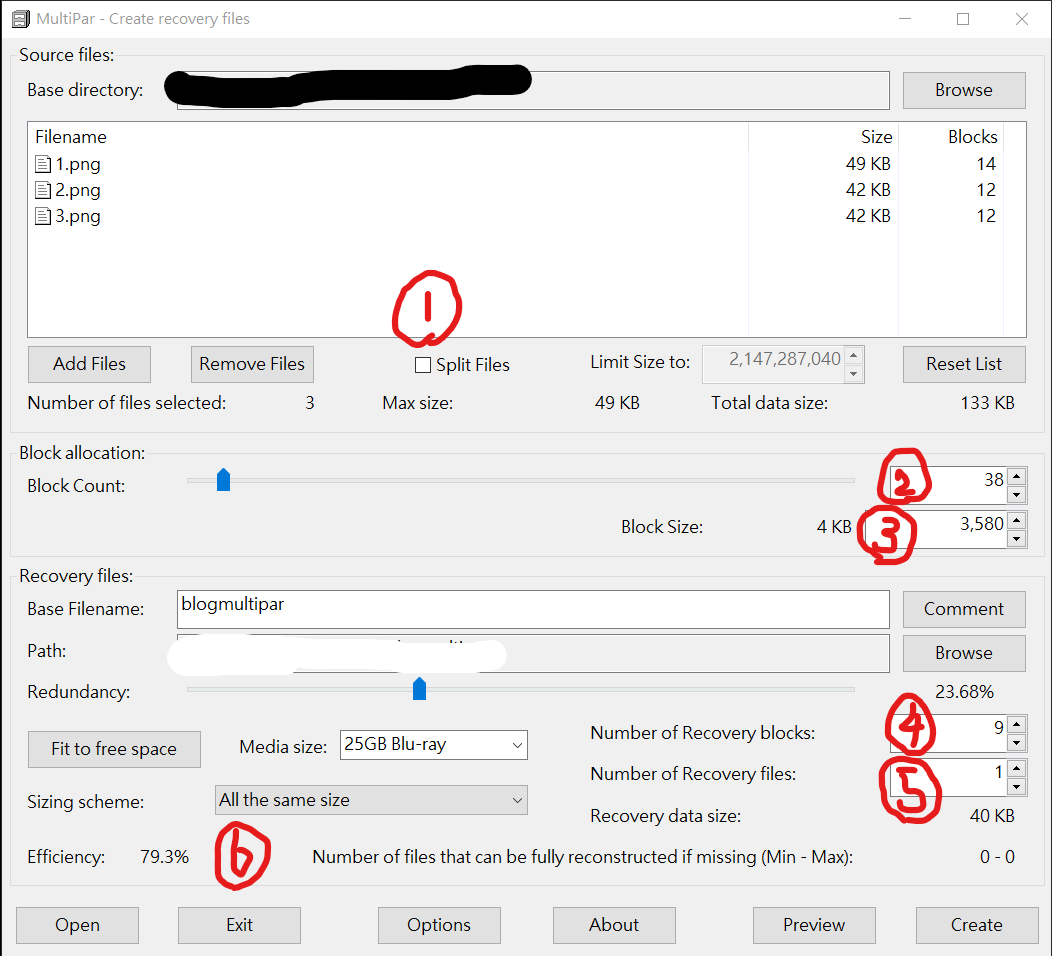 MultiPar - Create recovery files
Source files:
Base directory: Browse
Filename Size Blocks
1.png 49 KB 14
2.png 42 KB 12
3.png 42 KB 12
1
Add Files Remove Files Split Files Limit Size to: 2,147,287,040 Reset List
Number of files selected: 3 Max size: 49 KB Total data size: 133 KB
Block allocation:
Block Count: 2 38
Block Size: 4 KB 3 3,580
Recovery files:
Base Filename: blogmultipar Comment
Path: Browse
Redundancy: 23.68%
Fit to free space Media size: 25GB Blu-ray Number of Recovery blocks: 4 9
Number of Recovery files: 5 1
Sizing scheme: All the same size Recovery data size: 40 KB
Efficiency: 79.3% 6 Number of files that can be fully reconstructed if missing (Min - Max): 0 - 0
Open Exit Options About Preview Create